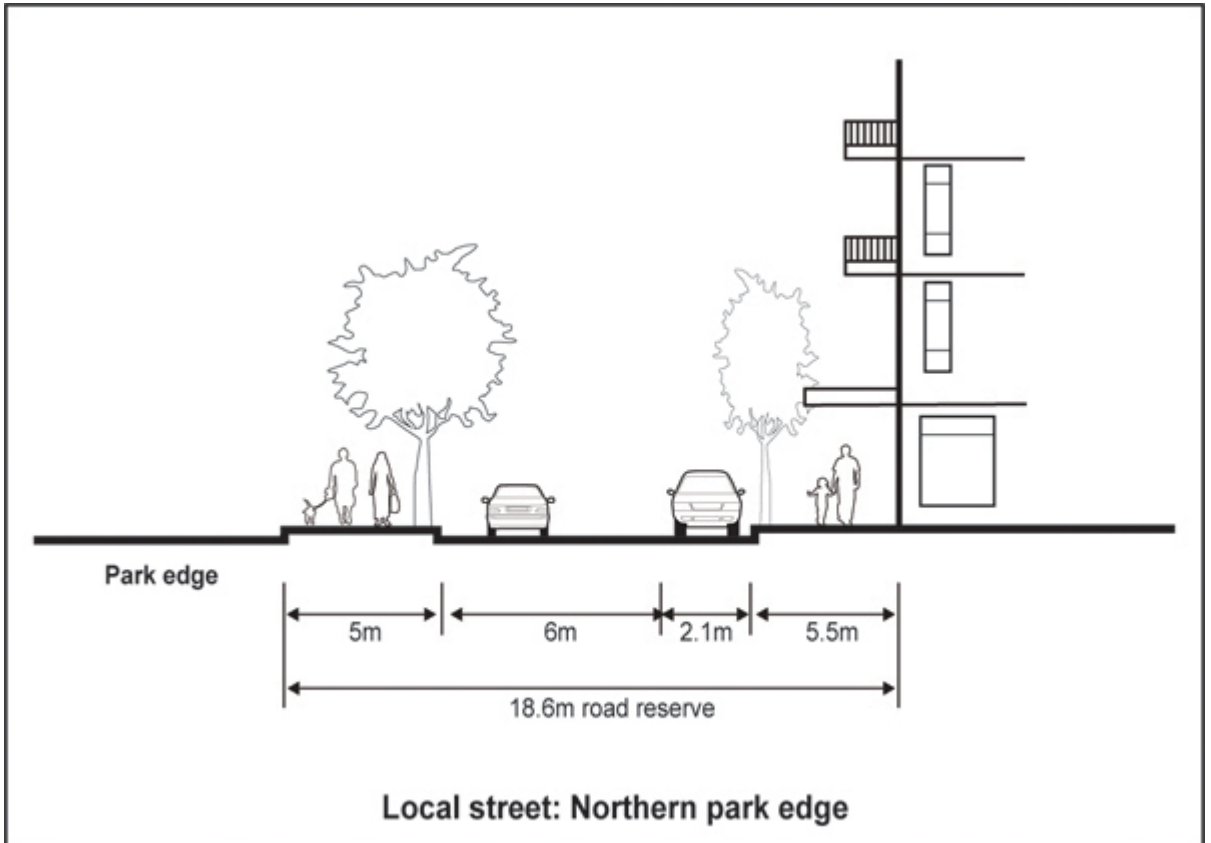 Park edge
5m
6m
2.1m
5.5m
18.6m road reserve
Local street: Northern park edge